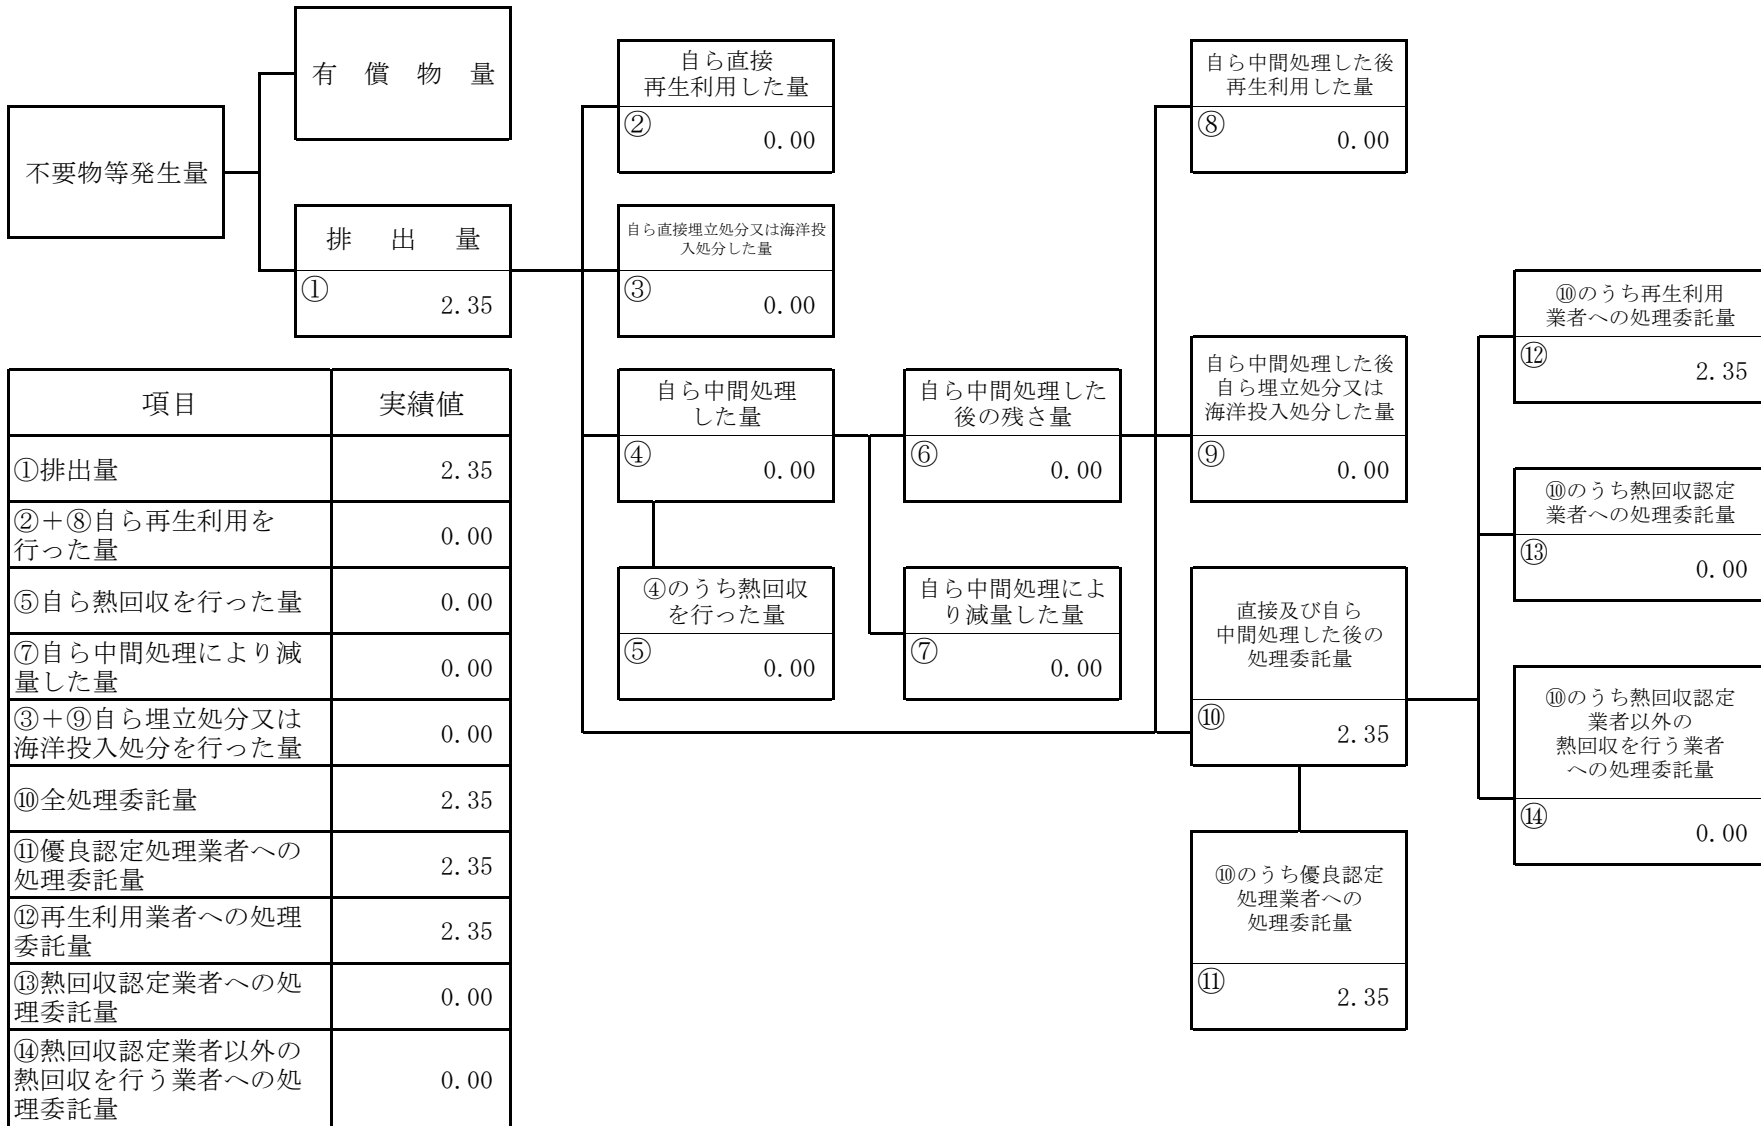 不要物等発生量
有　償　物　量
排　出　量
①
2.35
自ら直接
再生利用した量
②
0.00
自ら直接埋立処分又は海洋投
入処分した量
③
0.00
自ら中間処理
した量
④
0.00
④のうち熱回収
を行った量
⑤
0.00
自ら中間処理した
後の残さ量
⑥
0.00
自ら中間処理によ
り減量した量
⑦
0.00
自ら中間処理した後
再生利用した量
⑧
0.00
自ら中間処理した後
自ら埋立処分又は
海洋投入処分した量
⑨
0.00
直接及び自ら
中間処理した後の
処理委託量
⑩
2.35
⑩のうち優良認定
処理業者への
処理委託量
⑪
2.35
⑩のうち再生利用
業者への処理委託量
⑫
2.35
⑩のうち熱回収認定
業者への処理委託量
⑬
0.00
⑩のうち熱回収認定
業者以外の
熱回収を行う業者
への処理委託量
⑭
0.00
項目　実績値
①排出量　2.35
②＋⑧自ら再生利用を
行った量　0.00
⑤自ら熱回収を行った量　0.00
⑦自ら中間処理により減
量した量　0.00
③＋⑨自ら埋立処分又は
海洋投入処分を行った量　0.00
⑩全処理委託量　2.35
⑪優良認定処理業者への
処理委託量　2.35
⑫再生利用業者への処理
委託量　2.35
⑬熱回収認定業者への処
理委託量　0.00
⑭熱回収認定業者以外の
熱回収を行う業者への処
理委託量　0.00